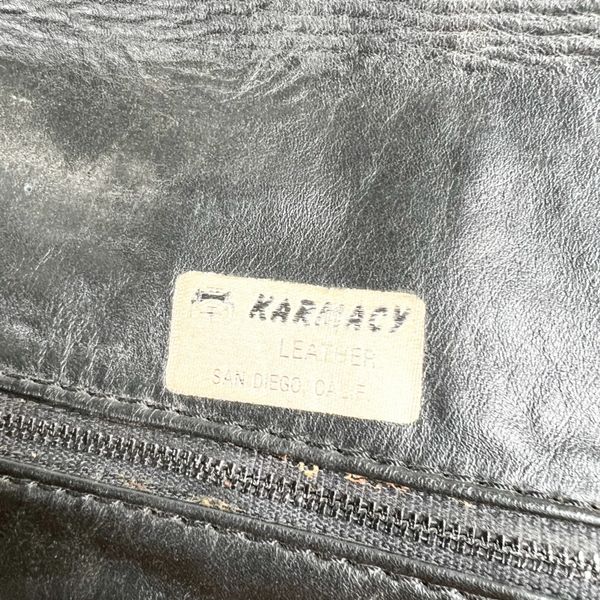 KARMACY
LEATHER
SAN DIEGO, CALIF.